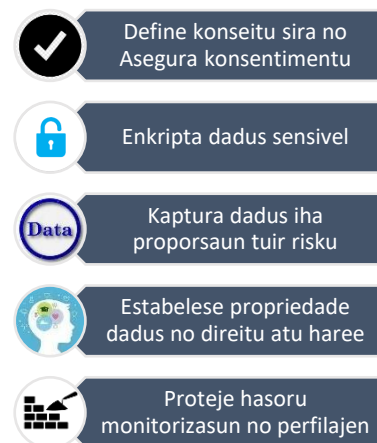 Define konseitu sira no
Asegura konsentimentu
Enkripta dadus sensivel
Data
Kaptura dadus iha
proporsaun tuir risku
Estabelese propriedade
dadus no direitu atu haree
Proteje hasoru
monitorizasun no perfilajen